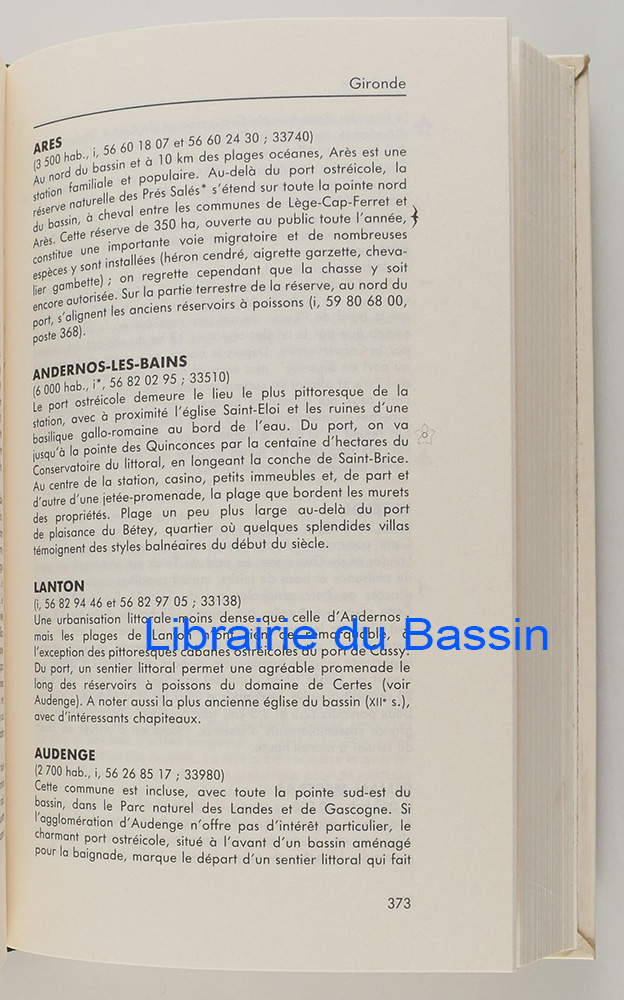 Gironde
ARES
(3 500 hab., i, 56 60 18 07 et 56 60 24 30 ; 33740)
Au nord du bassin et à 10 km des plages océanes, Arès est une
station familiale et populaire. Au-delà du port ostréicole, la
réserve naturelle des Prés Salés* s'étend sur toute la pointe nord
du bassin, à cheval entre les communes de Lège-Cap-Ferret et
Arès. Cette réserve de 350 ha, ouverte au public toute l'année,
constitue une importante voie migratoire et de nombreuses
espèces y sont installées (héron cendré, aigrette garzette, cheva-
lier gambette) ; on regrette cependant que la chasse y soit
encore autorisée. Sur la partie terrestre de la réserve, au nord du
port, s'alignent les anciens réservoirs à poissons (i, 59 80 68 00,
poste 368).
ANDERNOS-LES-BAINS
(6 000 hab., i*, 56 82 02 95 ; 33510)
Le port ostréicole demeure le lieu le plus pittoresque de la
station, avec à proximité l'église Saint-Eloi et les ruines d'une
basilique gallo-romaine au bord de l'eau. Du port, on va
jusqu'à la pointe des Quinconces par la centaine d'hectares du
Conservatoire du littoral, en longeant la conche de Saint-Brice.
Au centre de la station, casino, petits immeubles et, de part et
d'autre d'une jetée-promenade, la plage que bordent les murets
des propriétés. Plage un peu plus large au-delà du port
de plaisance du Bétey, quartier où quelques splendides villas
témoignent des styles balnéaires du début du siècle.
LANTON
(i, 56 82 94 46 et 56 82 97 05 ; 33138)
Une urbanisation littorale moins dense que celle d'Andernos ;
mais les plages de Lanton n'ont rien de remarquable, à
Librairie du Bassin
l'exception des pittoresques cabanes ostréicoles au port de Cassy.
Du port, un sentier littoral permet une agréable promenade le
long des réservoirs à poissons du domaine de Certes (voir
Audenge). A noter aussi la plus ancienne église du bassin (XIIe s.),
avec d'intéressants chapiteaux.
AUDENGE
(2 700 hab., i, 56 26 85 17 ; 33980)
Cette commune est incluse, avec toute la pointe sud-est du
bassin, dans le Parc naturel des Landes et de Gascogne. Si
l'agglomération d'Audenge n'offre pas d'intérêt particulier, le
charmant port ostréicole, situé à l'avant d'un bassin aménagé
pour la baignade, marque le départ d'un sentier littoral qui fait
373